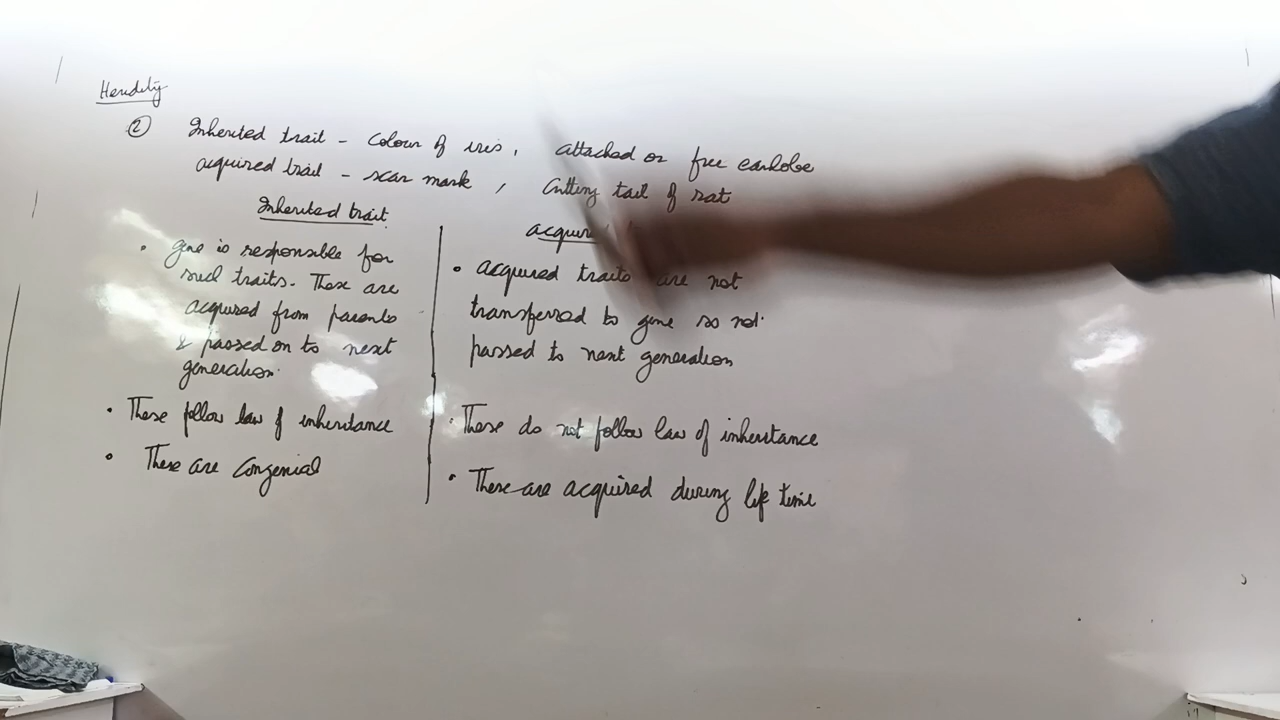 Heredity
② Inherited trait - Colour of iris, attached or free earlobe
acquired trait - scar mark, Cutting tail of rat
Inherited trait
• gene is responsible for
such traits. These are
acquired from parents
& passed on to next
generation.
• These follow law of inheritance
• These are Congenial
acquired
• acquired traits are not
transferred to gene so not
passed to next generation
• These do not follow law of inheritance
• These are acquired during life time